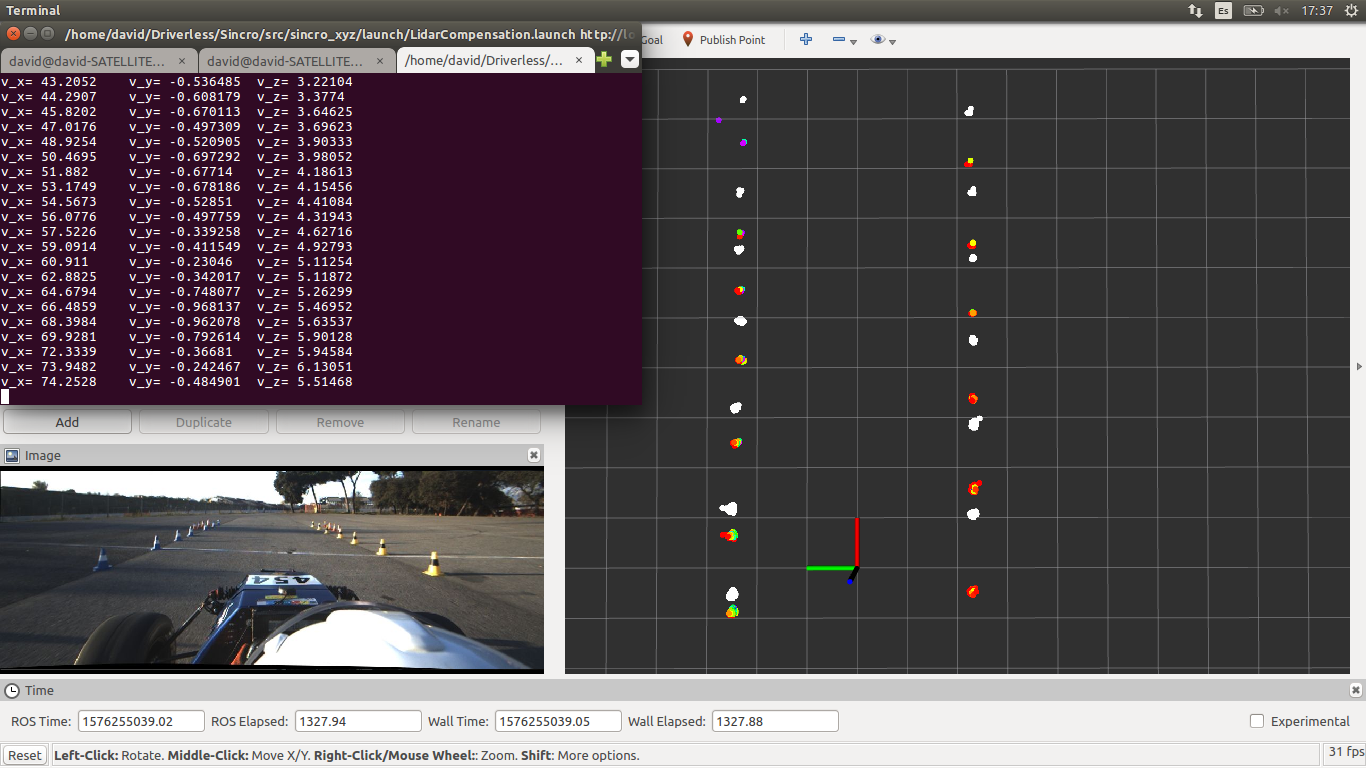 Terminal
Es
17:37
/home/david/Driverless/Sincro/src/sincro_xyz/launch/LidarCompensation.launch http://lo
Goal
Publish Point
david@david-SATELLITE... ×
david@david-SATELLITE... ×
/home/david/Driverless/... ×
v_x= 43.2052 v_y= -0.536485 v_z= 3.22104
v_x= 44.2907 v_y= -0.608179 v_z= 3.3774
v_x= 45.8202 v_y= -0.670113 v_z= 3.64625
v_x= 47.0176 v_y= -0.497309 v_z= 3.69623
v_x= 48.9254 v_y= -0.520905 v_z= 3.90333
v_x= 50.4695 v_y= -0.697292 v_z= 3.98052
v_x= 51.882 v_y= -0.67714 v_z= 4.18613
v_x= 53.1749 v_y= -0.678186 v_z= 4.15456
v_x= 54.5673 v_y= -0.52851 v_z= 4.41084
v_x= 56.0776 v_y= -0.497759 v_z= 4.31943
v_x= 57.5226 v_y= -0.339258 v_z= 4.62716
v_x= 59.0914 v_y= -0.411549 v_z= 4.92793
v_x= 60.911 v_y= -0.23046 v_z= 5.11254
v_x= 62.8825 v_y= -0.342017 v_z= 5.11872
v_x= 64.6794 v_y= -0.748077 v_z= 5.26299
v_x= 66.4859 v_y= -0.968137 v_z= 5.46952
v_x= 68.3984 v_y= -0.962078 v_z= 5.63537
v_x= 69.9281 v_y= -0.792614 v_z= 5.90128
v_x= 72.3339 v_y= -0.36681 v_z= 5.94584
v_x= 73.9482 v_y= -0.242467 v_z= 6.13051
v_x= 74.2528 v_y= -0.484901 v_z= 5.51468
Add
Duplicate
Remove
Rename
Image
454
Time
ROS Time: 1576255039.02
ROS Elapsed: 1327.94
Wall Time: 1576255039.05
Wall Elapsed: 1327.88
Experimental
Reset
Left-Click: Rotate. Middle-Click: Move X/Y. Right-Click/Mouse Wheel:: Zoom. Shift: More options.
31 fps